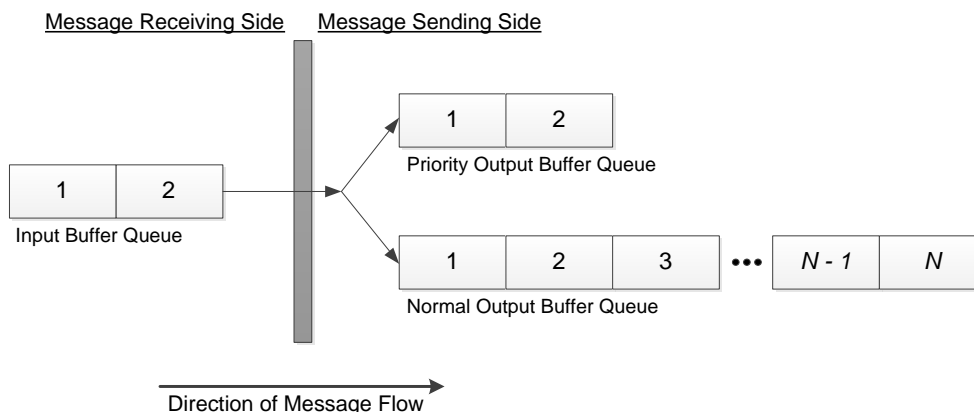 Message Receiving Side
Message Sending Side
1 2
Priority Output Buffer Queue
1 2
Input Buffer Queue
1 2 3 ••• N - 1 N
Normal Output Buffer Queue
Direction of Message Flow